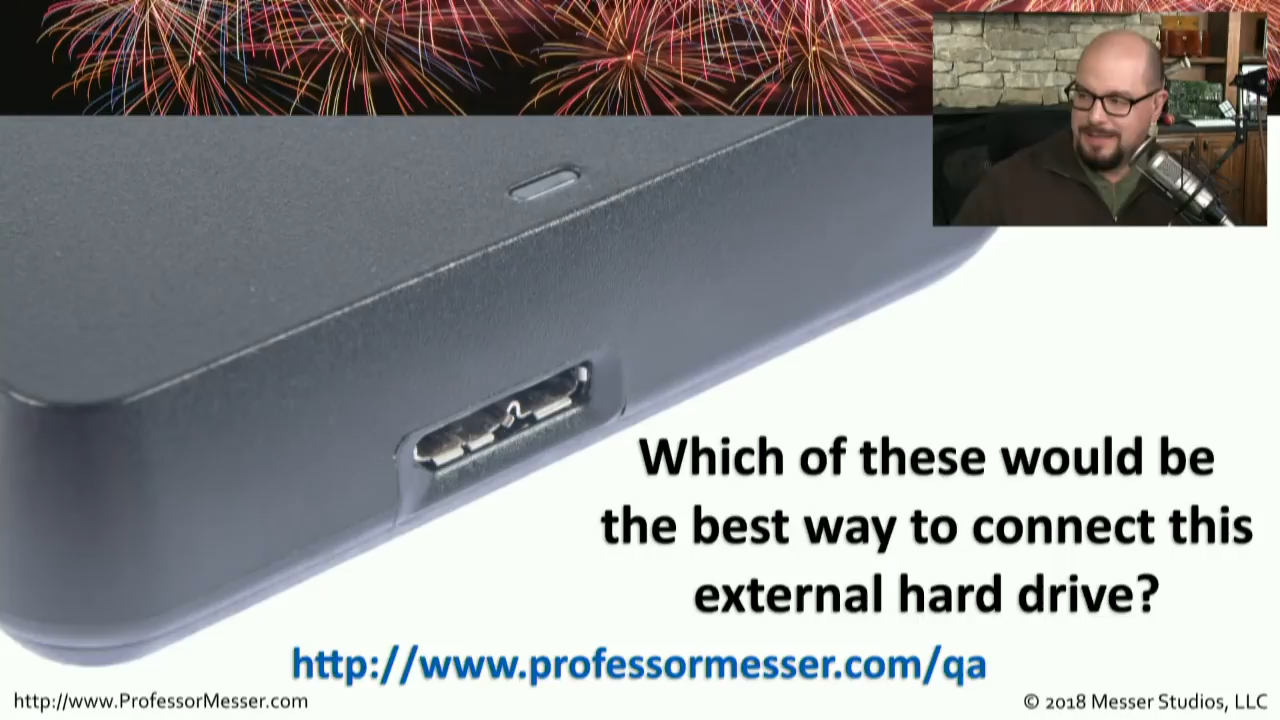 Which of these would be
the best way to connect this
external hard drive?
http://www.professormesser.com/qa
http://www.ProfessorMesser.com
© 2018 Messer Studios, LLC